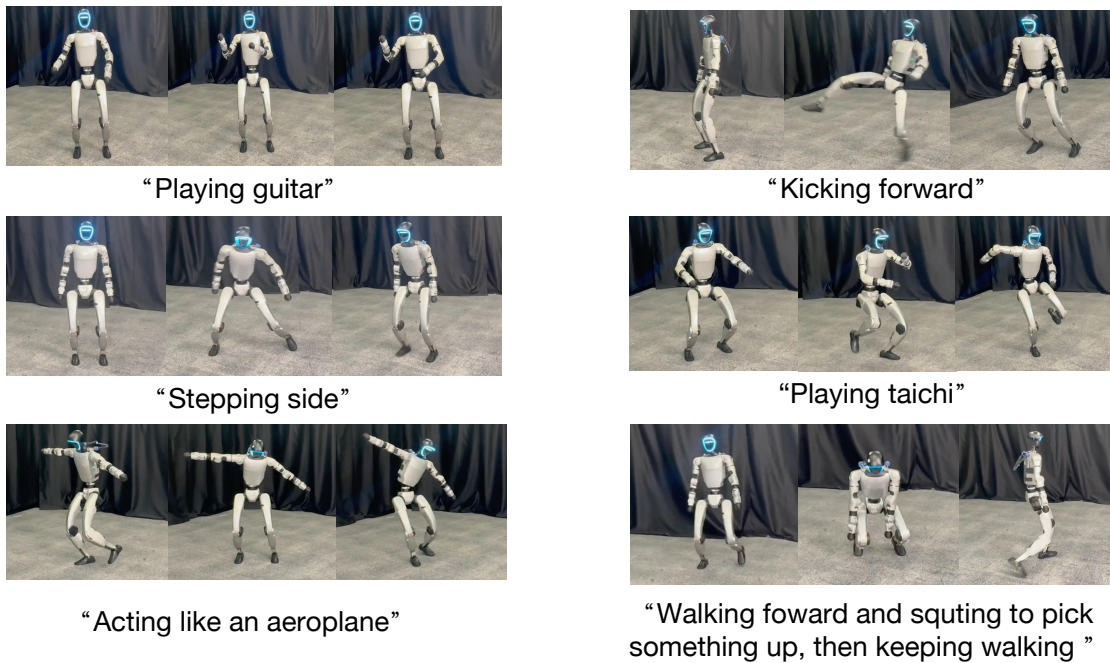 “Playing guitar”
“Kicking forward”
“Stepping side”
“Playing taichi”
“Acting like an aeroplane”
“Walking foward and squting to pick
something up, then keeping walking ”